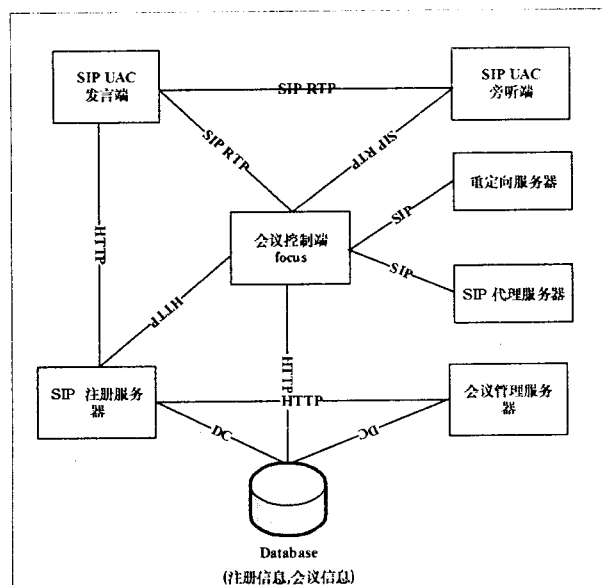 SIP UAC
发言端
SIP UAC
旁听端
SIP RTP
SIP RTP
SIP RTP
重定向服务器
HTTP
会议控制端
focus
SIP
SIP
SIP 代理服务器
HTTP
HTTP
SIP 注册服务
器
HTTP
会议管理服务
器
DC
DC
Database
(注册信息,会议信息)